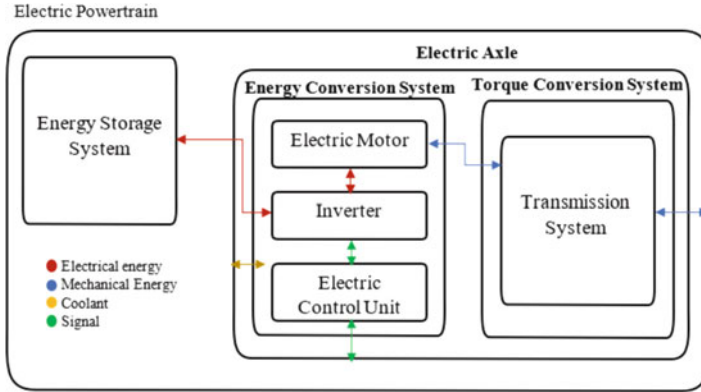 Electric Powertrain
Electric Axle
Energy Conversion System
Torque Conversion System
Energy Storage
System
Electric Motor
Inverter
Electric
Control Unit
Transmission
System
Electrical energy
Mechanical Energy
Coolant
Signal